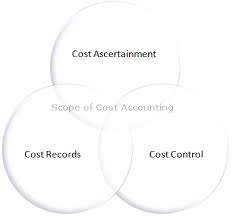 Cost Ascertainment
Scope of Cost Accounting
Cost Records
Cost Control